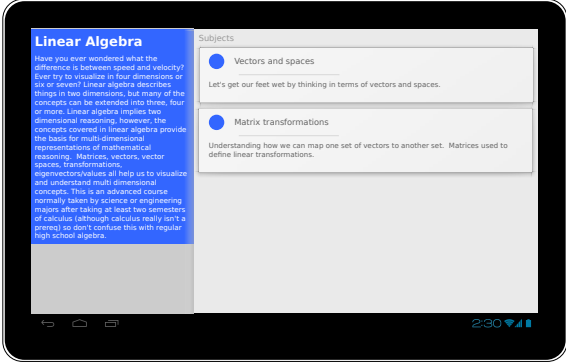 Linear Algebra
Have you ever wondered what the
difference is between speed and velocity?
Ever try to visualize in four dimensions or
six or seven? Linear algebra describes
things in two dimensions, but many of the
concepts can be extended into three, four
or more. Linear algebra implies two
dimensional reasoning, however, the
concepts covered in linear algebra provide
the basis for multi-dimensional
representations of mathematical
reasoning. Matrices, vectors, vector
spaces, transformations,
eigenvectors/values all help us to visualize
and understand multi dimensional
concepts. This is an advanced course
normally taken by science or engineering
majors after taking at least two semesters
of calculus (although calculus really isn't a
prereq) so don't confuse this with regular
high school algebra.
Subjects
Vectors and spaces
Let's get our feet wet by thinking in terms of vectors and spaces.
Matrix transformations
Understanding how we can map one set of vectors to another set. Matrices used to
define linear transformations.
2:30